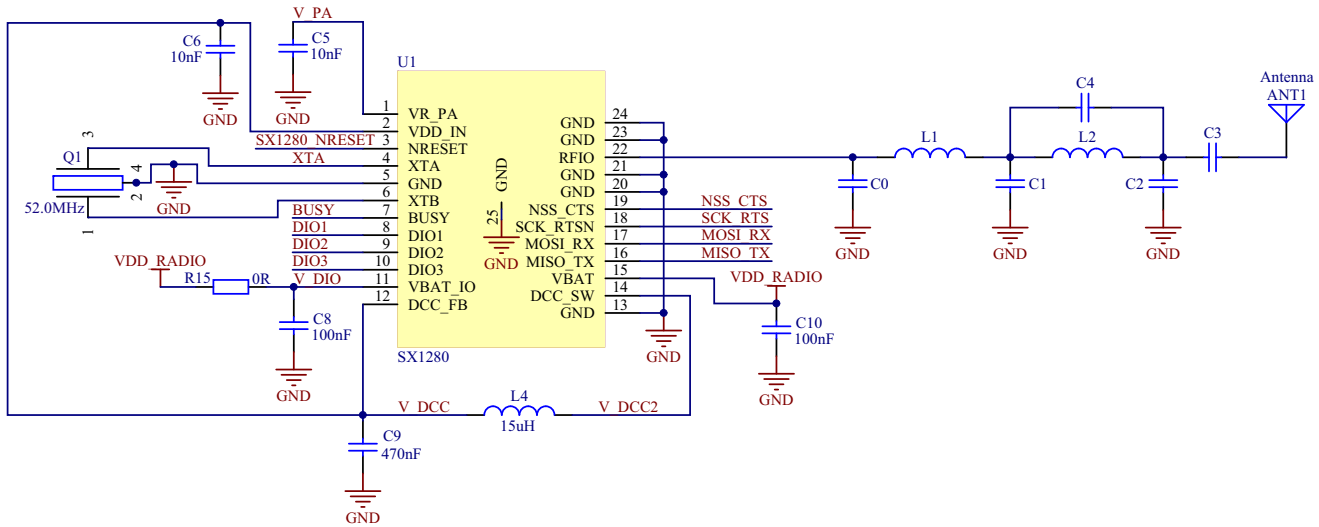 V_PA
C6
10nF
GND
C5
10nF
GND
U1
1
VR_PA
2
VDD_IN
SX1280_NRESET
3
NRESET
XTA
4
XTA
5
GND
6
XTB
BUSY
7
BUSY
DIO1
8
DIO1
DIO2
9
DIO2
DIO3
10
DIO3
V_DIO
11
VBAT_IO
12
DCC_FB
GND
25
GND
GND
24
GND
23
RFIO
22
GND
21
GND
20
NSS_CTS
19
NSS_CTS
SCK_RTSN
18
SCK_RTS
MOSI_RX
17
MOSI_RX
MISO_TX
16
MISO_TX
VBAT
15
DCC_SW
14
GND
13
SX1280
3
Q1
4
2
52.0MHz
1
GND
VDD_RADIO
R15
0R
C8
100nF
GND
GND
VDD_RADIO
C10
100nF
GND
V_DCC
L4
15uH
V_DCC2
C9
470nF
GND
C0
GND
L1
C1
GND
C4
L2
C2
GND
C3
Antenna
ANT1